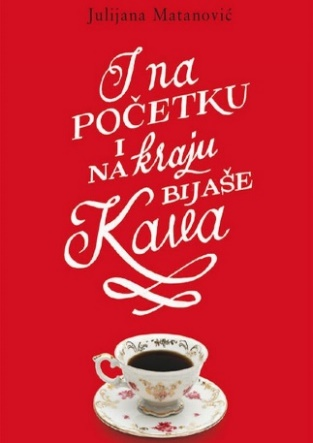 Julijana Matanović
I na
POČETKU
I
NA kraju
BIJAŠE
Kava